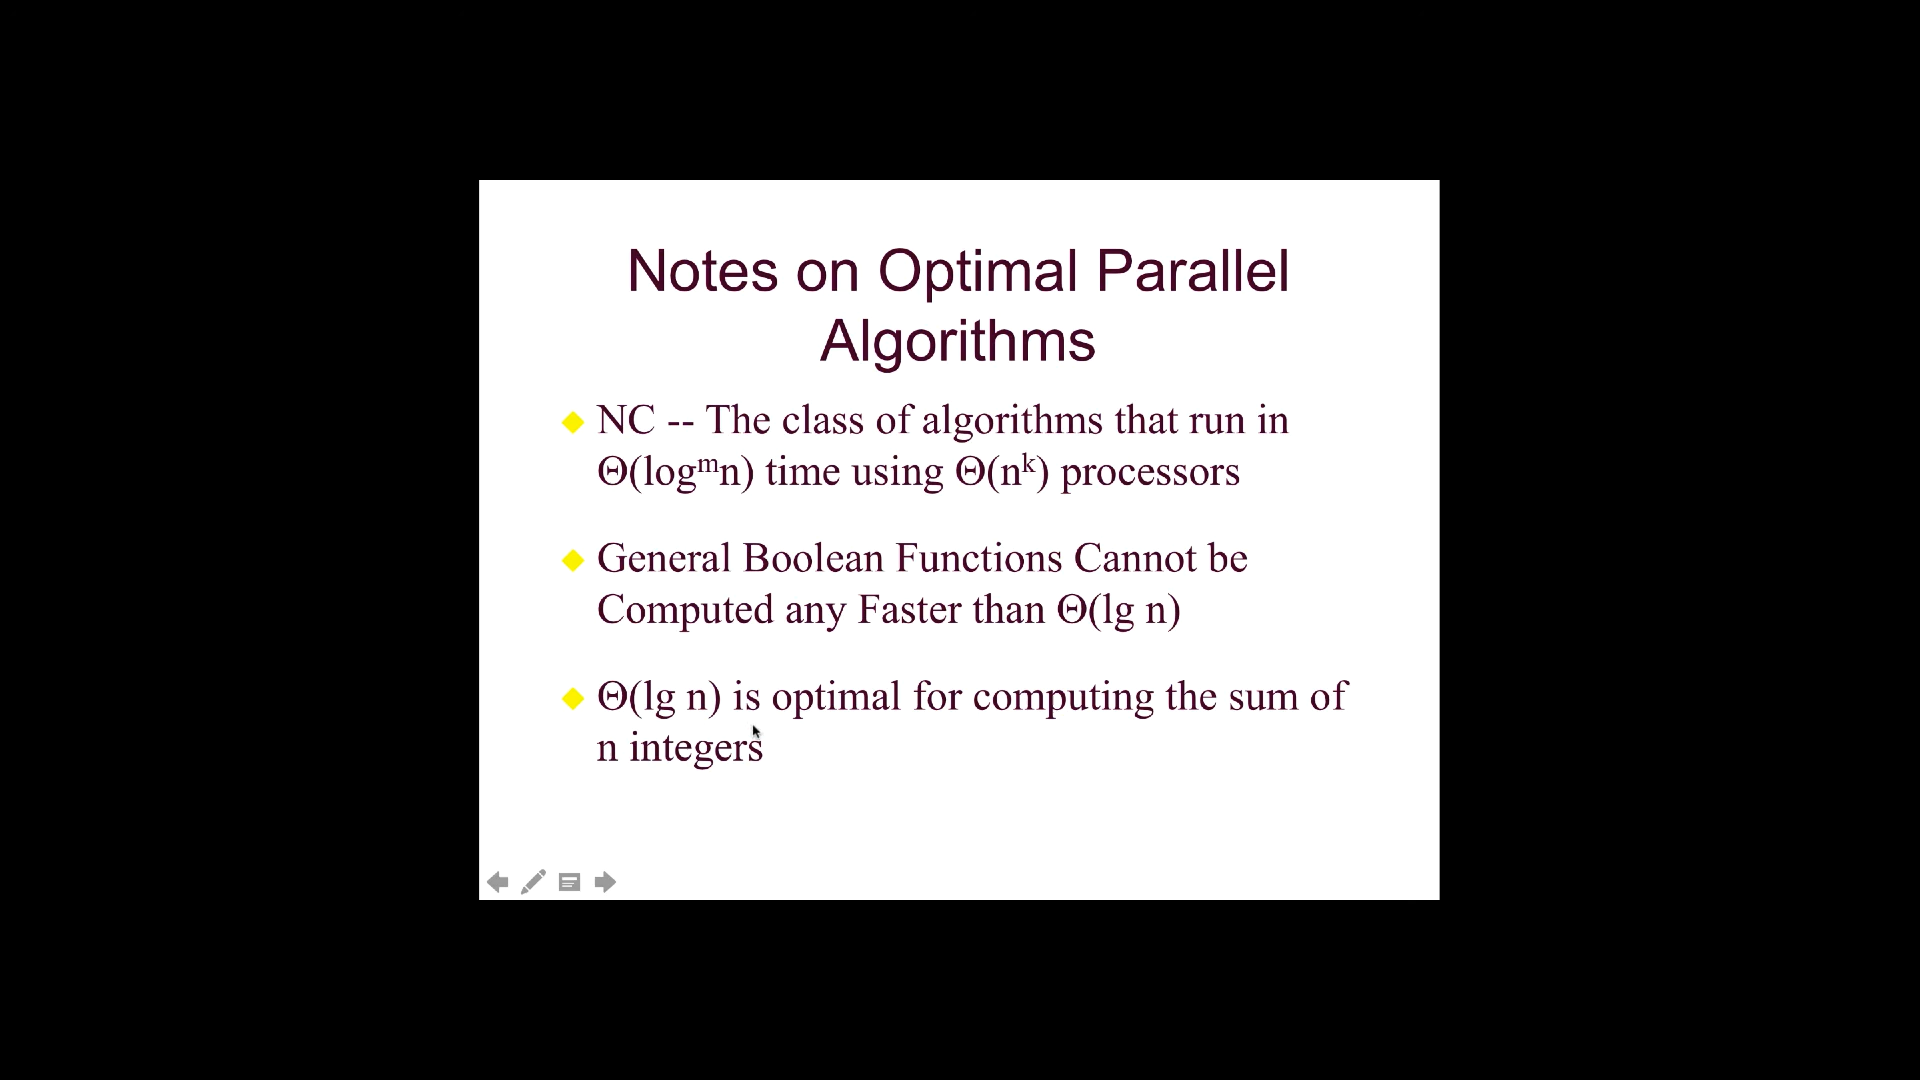 Notes on Optimal Parallel
Algorithms
NC -- The class of algorithms that run in
Θ(logᵐn) time using Θ(nᵏ) processors
General Boolean Functions Cannot be
Computed any Faster than Θ(lg n)
Θ(lg n) is optimal for computing the sum of
n integers